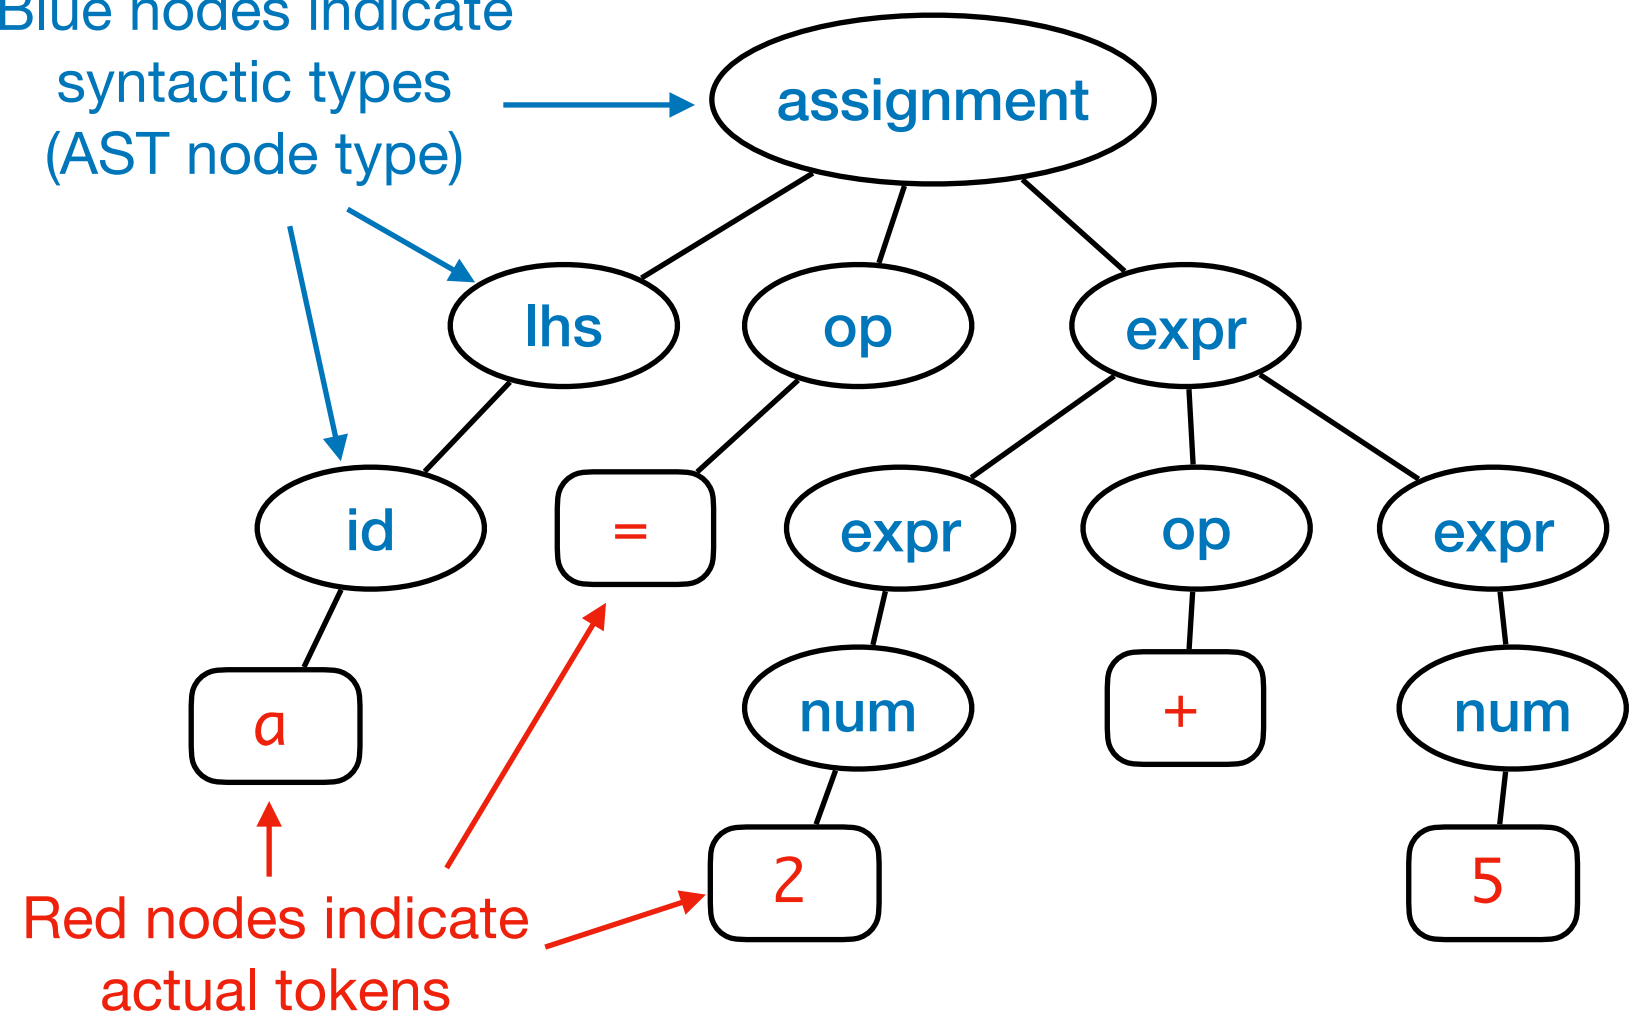 Blue nodes indicate
syntactic types
(AST node type)
assignment
lhs
op
expr
id
=
expr
op
expr
a
num
+
num
2
5
Red nodes indicate
actual tokens